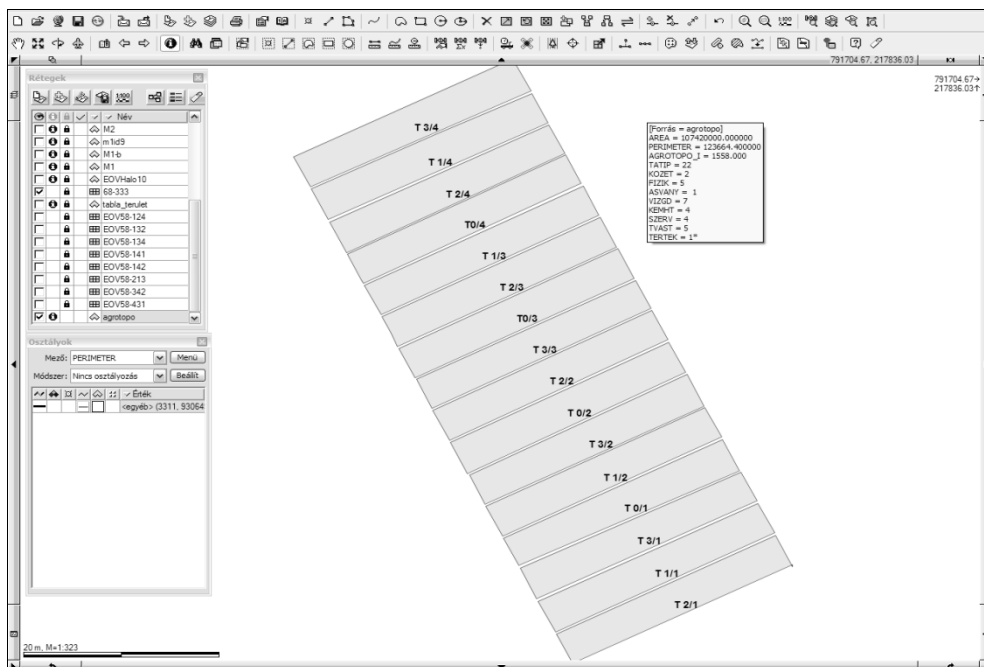 791704.67, 217836.03
791704.67→
217836.03↑
Rétegek
Név
M2
m1id9
M1-b
M1
EOVHalo10
68-333
tabla_terulet
EOV58-124
EOV58-132
EOV58-134
EOV58-141
EOV58-142
EOV58-213
EOV58-342
EOV58-431
agrotopo
Osztályok
Mező: PERIMETER Menü
Módszer: Nincs osztályozás Beállít
Érték
<egyéb> (3311, 93064
T 3/4
T 1/4
T 2/4
T0/4
T 1/3
T 2/3
T0/3
T 3/3
T 2/2
T 0/2
T 3/2
T 1/2
T 0/1
T 3/1
T 1/1
T 2/1
[Forrás = agrotopo]
AREA = 107420000.000000
PERIMETER = 123664.400000
AGROTOPO_I = 1558.000
TATIP = 22
KOZET = 2
FIZIK = 5
ASVANY = 1
VIZGD = 7
KEMHT = 4
SZERV = 4
TVAST = 5
TERTEK = 1"
20 m, M=1:323